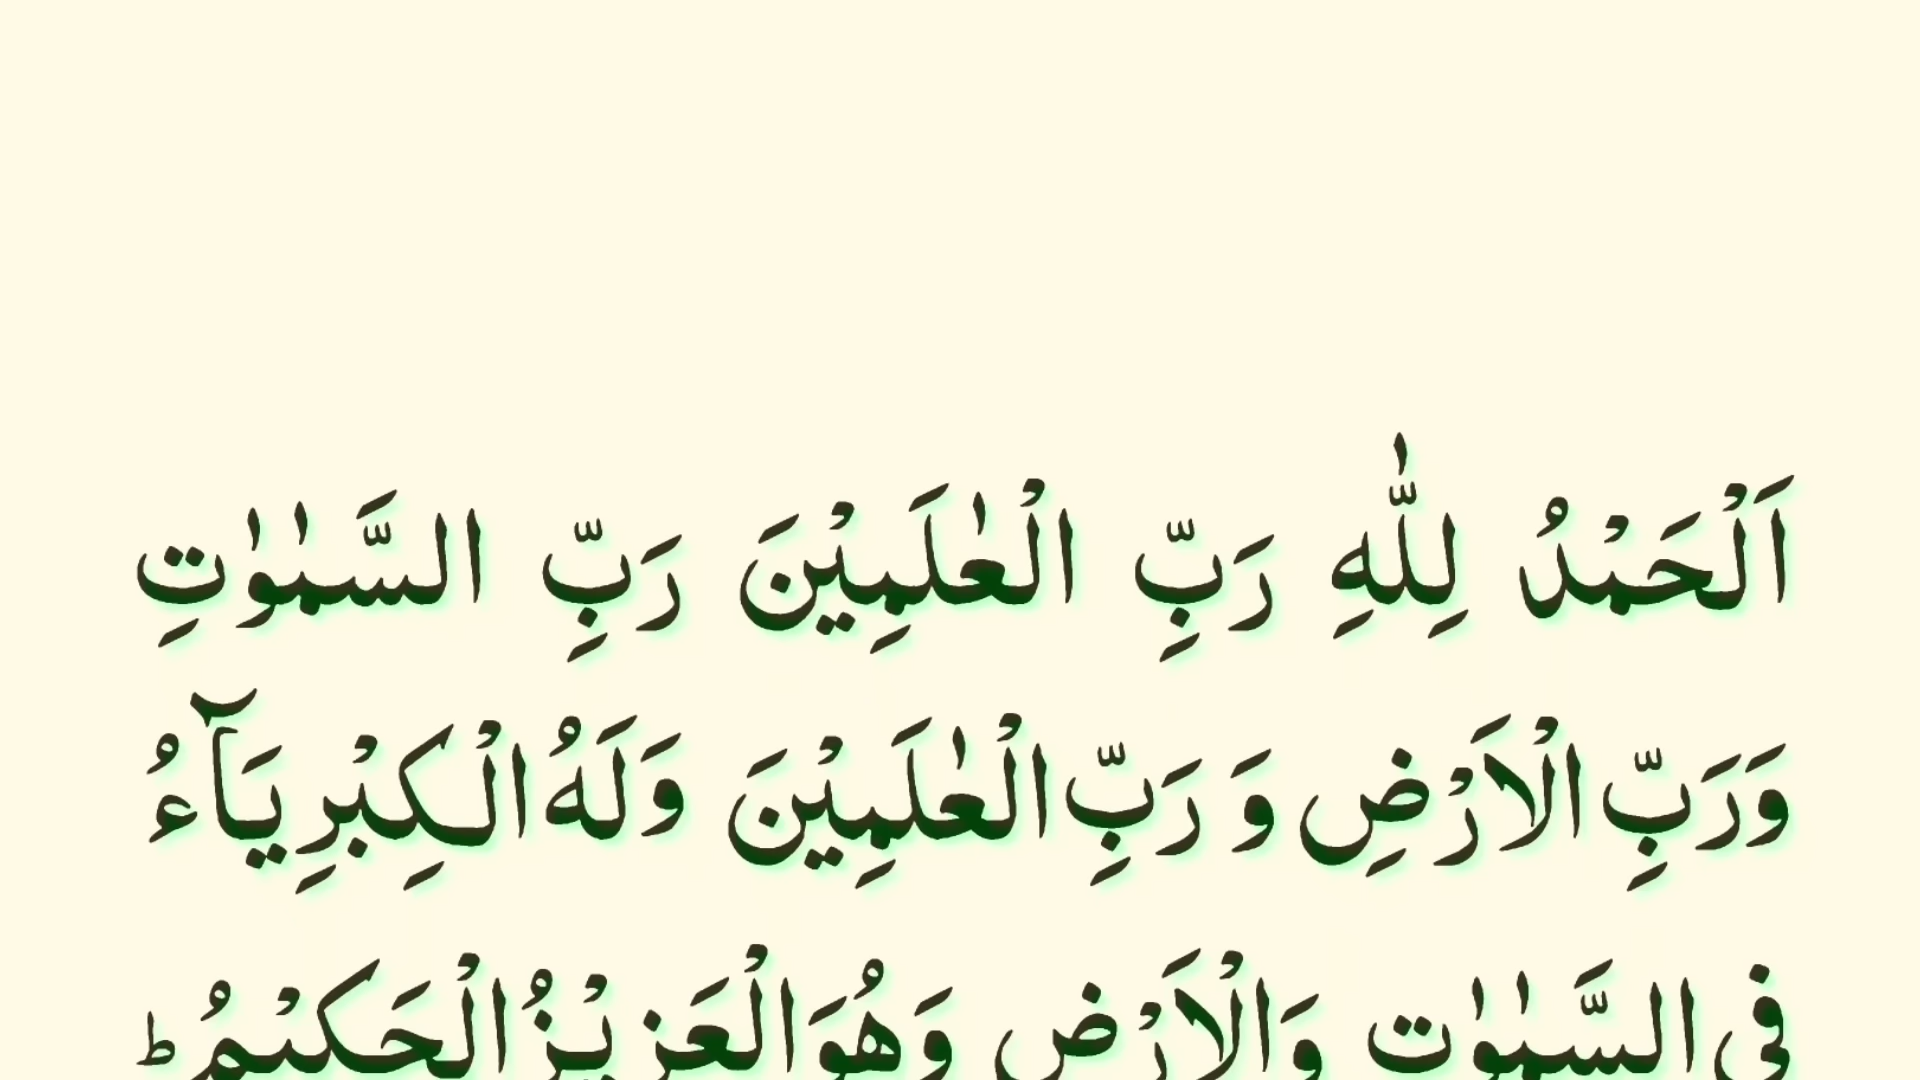 اَلْحَمْدُ لِلّٰهِ رَبِّ الْعٰلَمِيْنَ رَبِّ السَّمٰوٰتِ
وَرَبِّ الْاَرْضِ وَ رَبِّ الْعٰلَمِيْنَ وَلَهُ الْكِبْرِيَآءُ
فِى السَّمٰوٰتِ وَالْاَرْضِ وَهُوَ الْعَزِيْزُ الْحَكِيْمُ ؕ